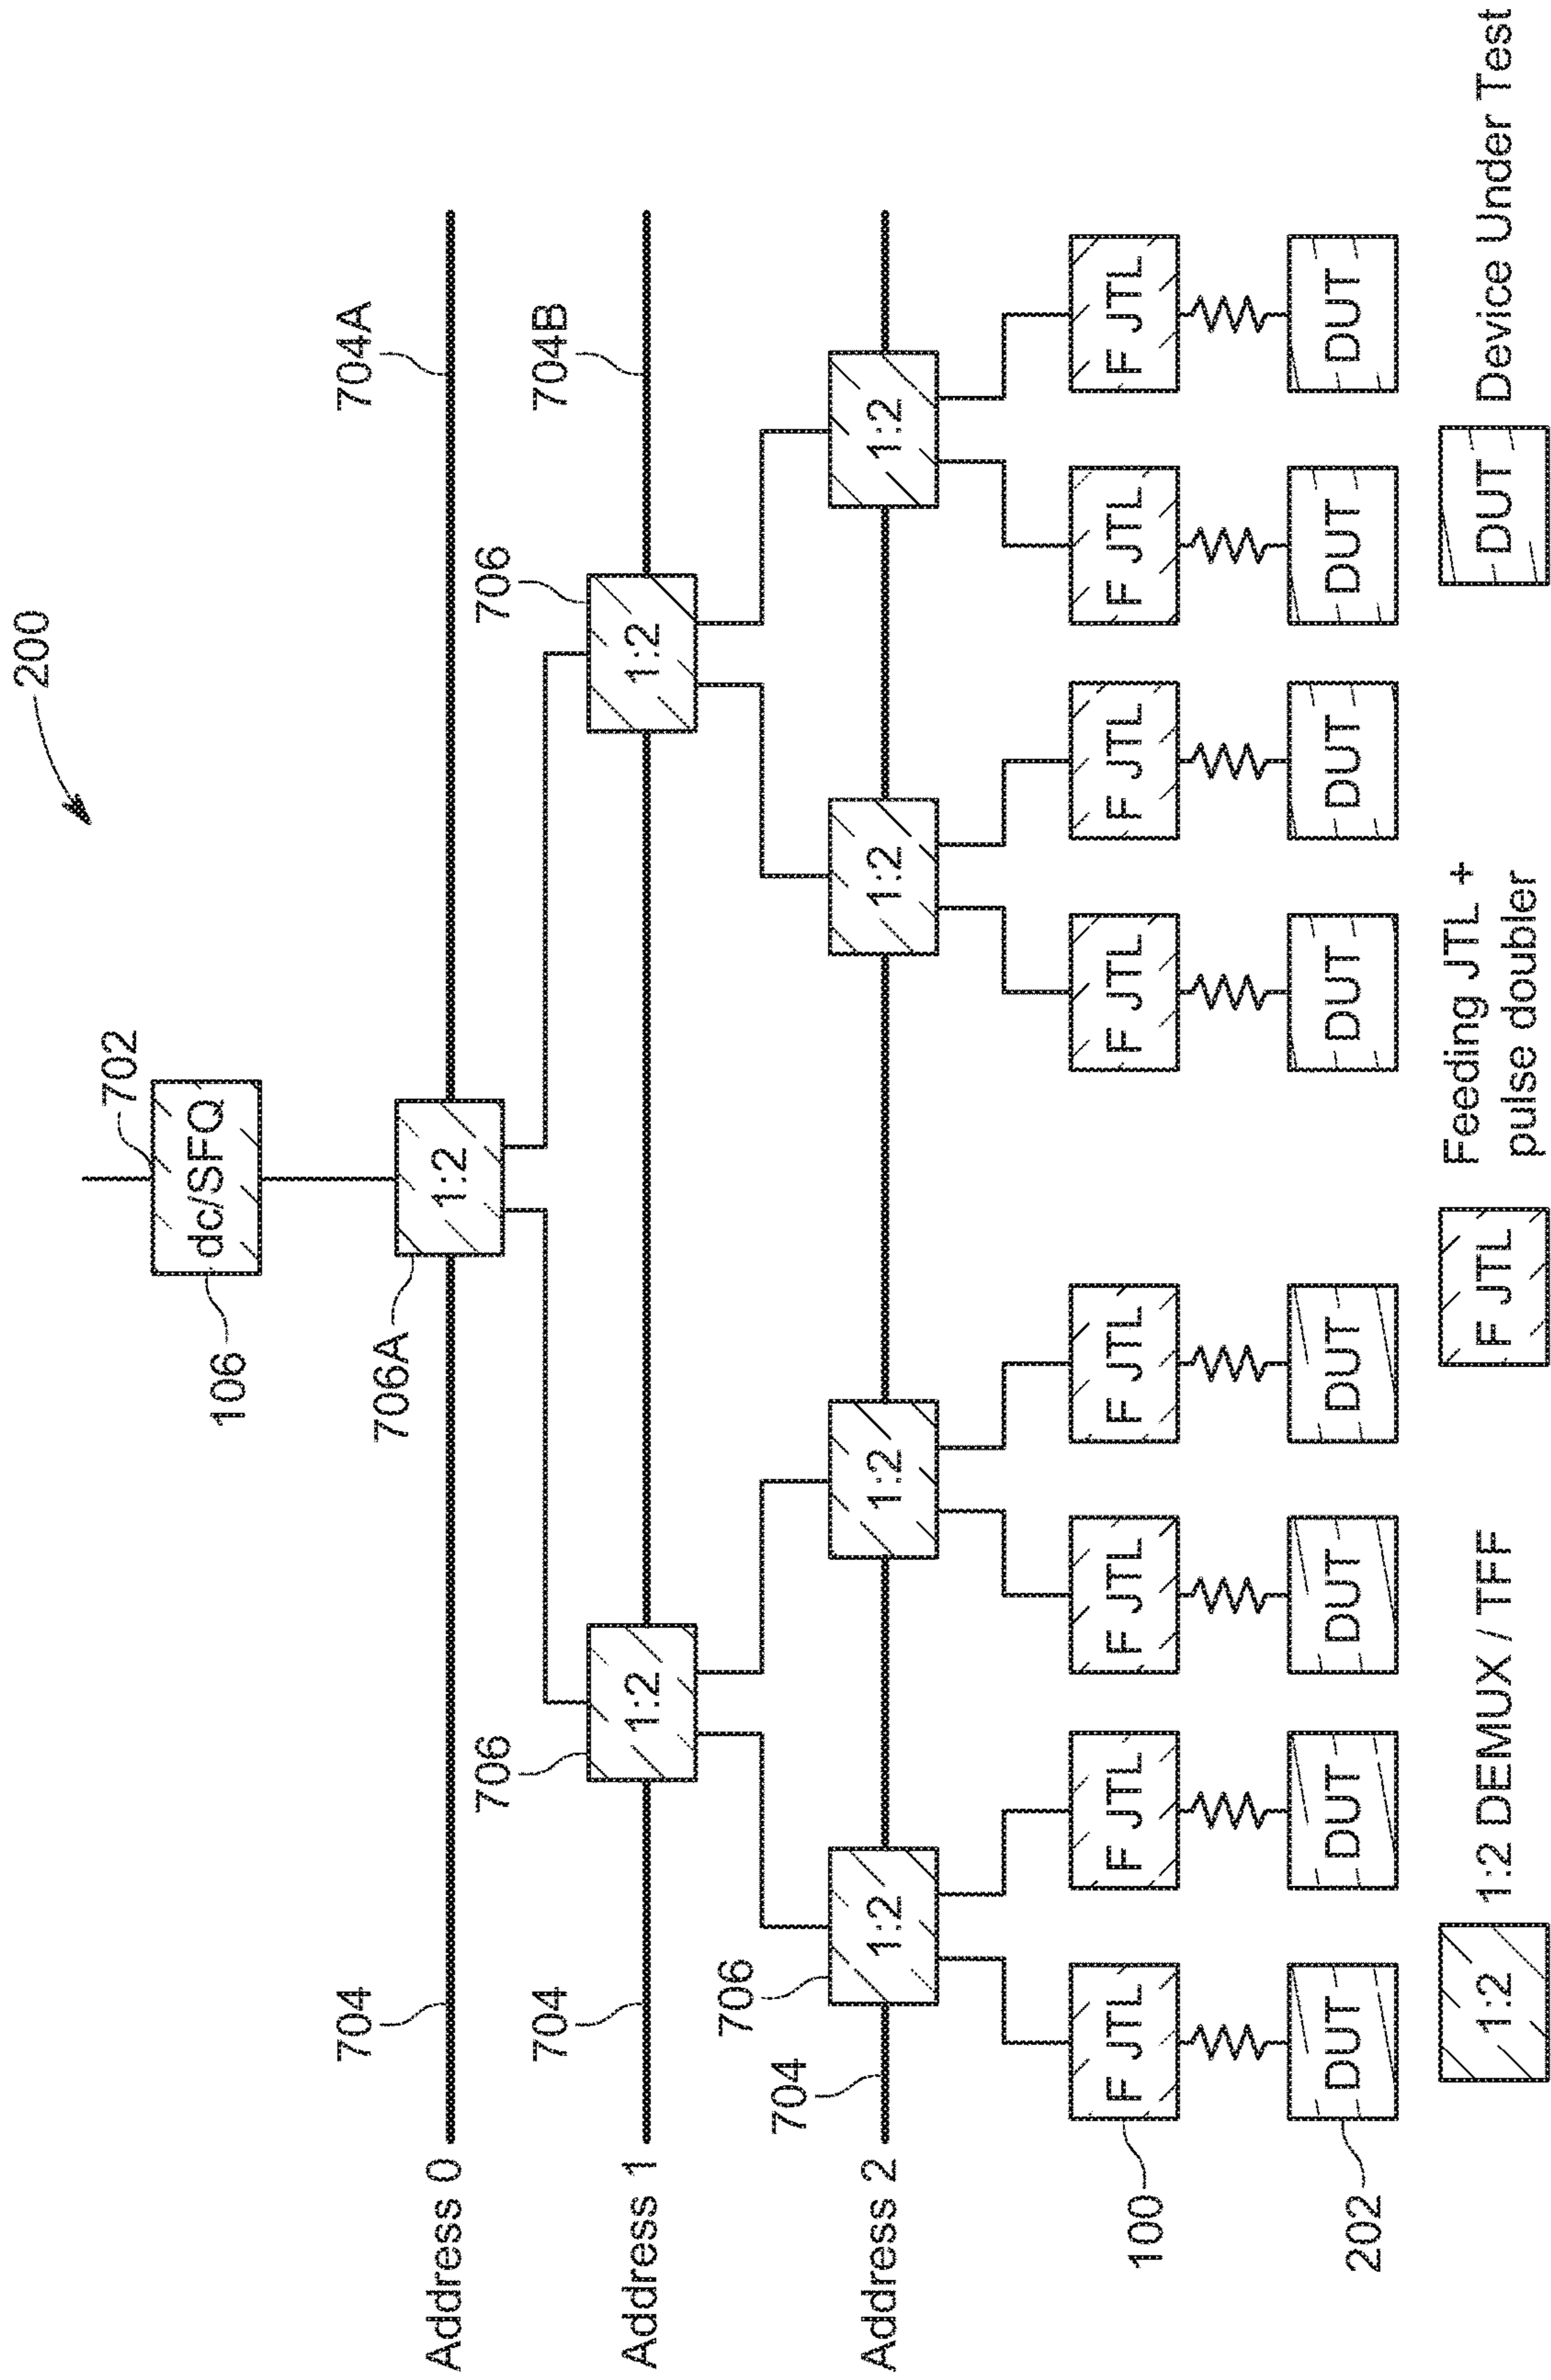 200
702
dc/SFQ
106
704
704A
Address 0
1:2
706A
706
706
704
704B
Address 1
1:2
1:2
706
704
Address 2
1:2
1:2
1:2
1:2
F JTL
F JTL
F JTL
F JTL
F JTL
F JTL
F JTL
F JTL
100
DUT
DUT
DUT
DUT
DUT
DUT
DUT
DUT
202
1:2
1:2 DEMUX / TFF
F JTL
Feeding JTL +
pulse doubler
DUT
Device Under Test